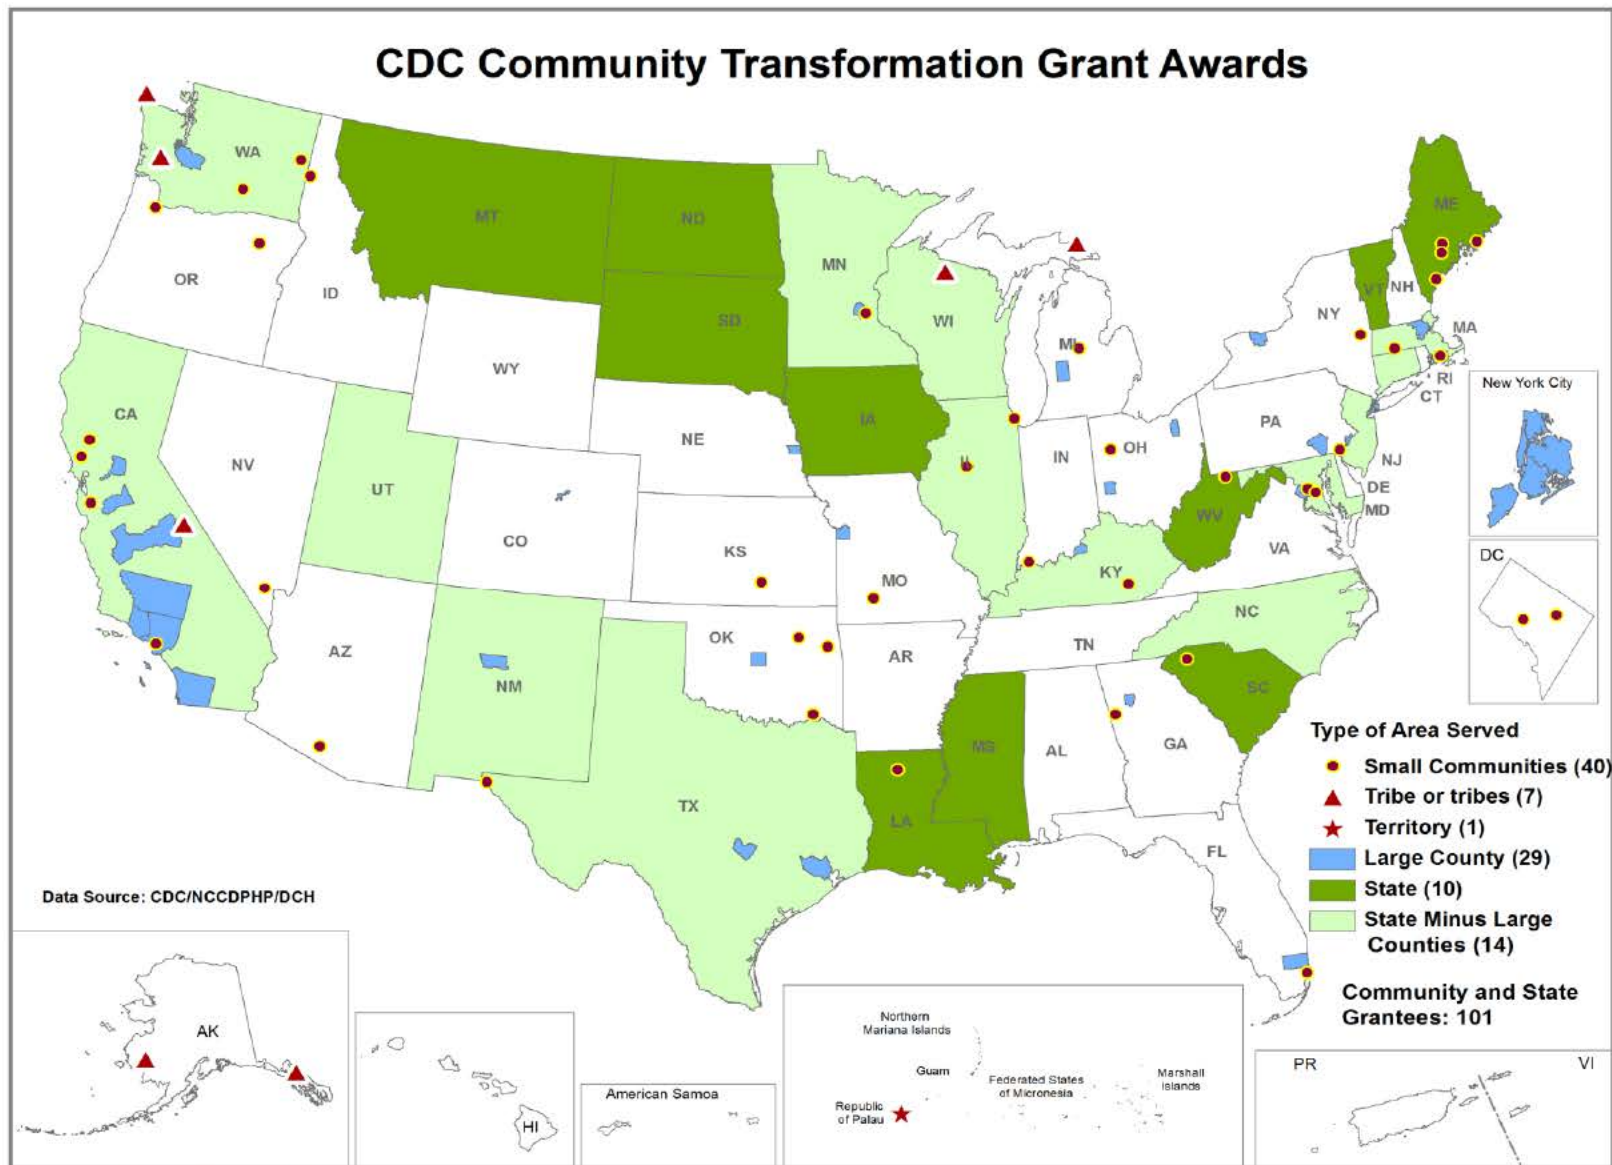 CDC Community Transformation Grant Awards
WA
MT
ND
MN
ME
OR
ID
SD
WI
MI
NY
VT
NH
MA
RI
CT
WY
IA
NE
CA
NV
UT
CO
KS
MO
IL
IN
OH
PA
NJ
DE
MD
WV
VA
KY
NC
TN
AZ
NM
OK
AR
SC
MS
AL
GA
TX
LA
FL
New York City
DC
Type of Area Served
Small Communities (40)
Tribe or tribes (7)
Territory (1)
Large County (29)
State (10)
State Minus Large
Counties (14)
Community and State
Grantees: 101
Data Source: CDC/NCCDPHP/DCH
AK
HI
American Samoa
Northern
Mariana Islands
Guam
Federated States
of Micronesia
Marshall
Islands
Republic
of Palau
PR
VI